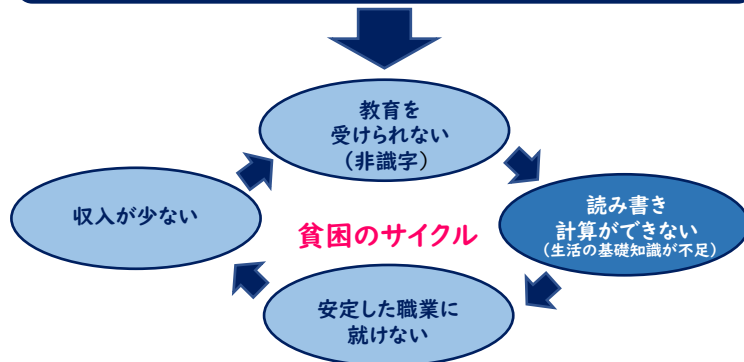 教育を
受けられない
（非識字）
読み書き
計算ができない
（生活の基礎知識が不足）
収入が少ない
貧困のサイクル
安定した職業に
就けない